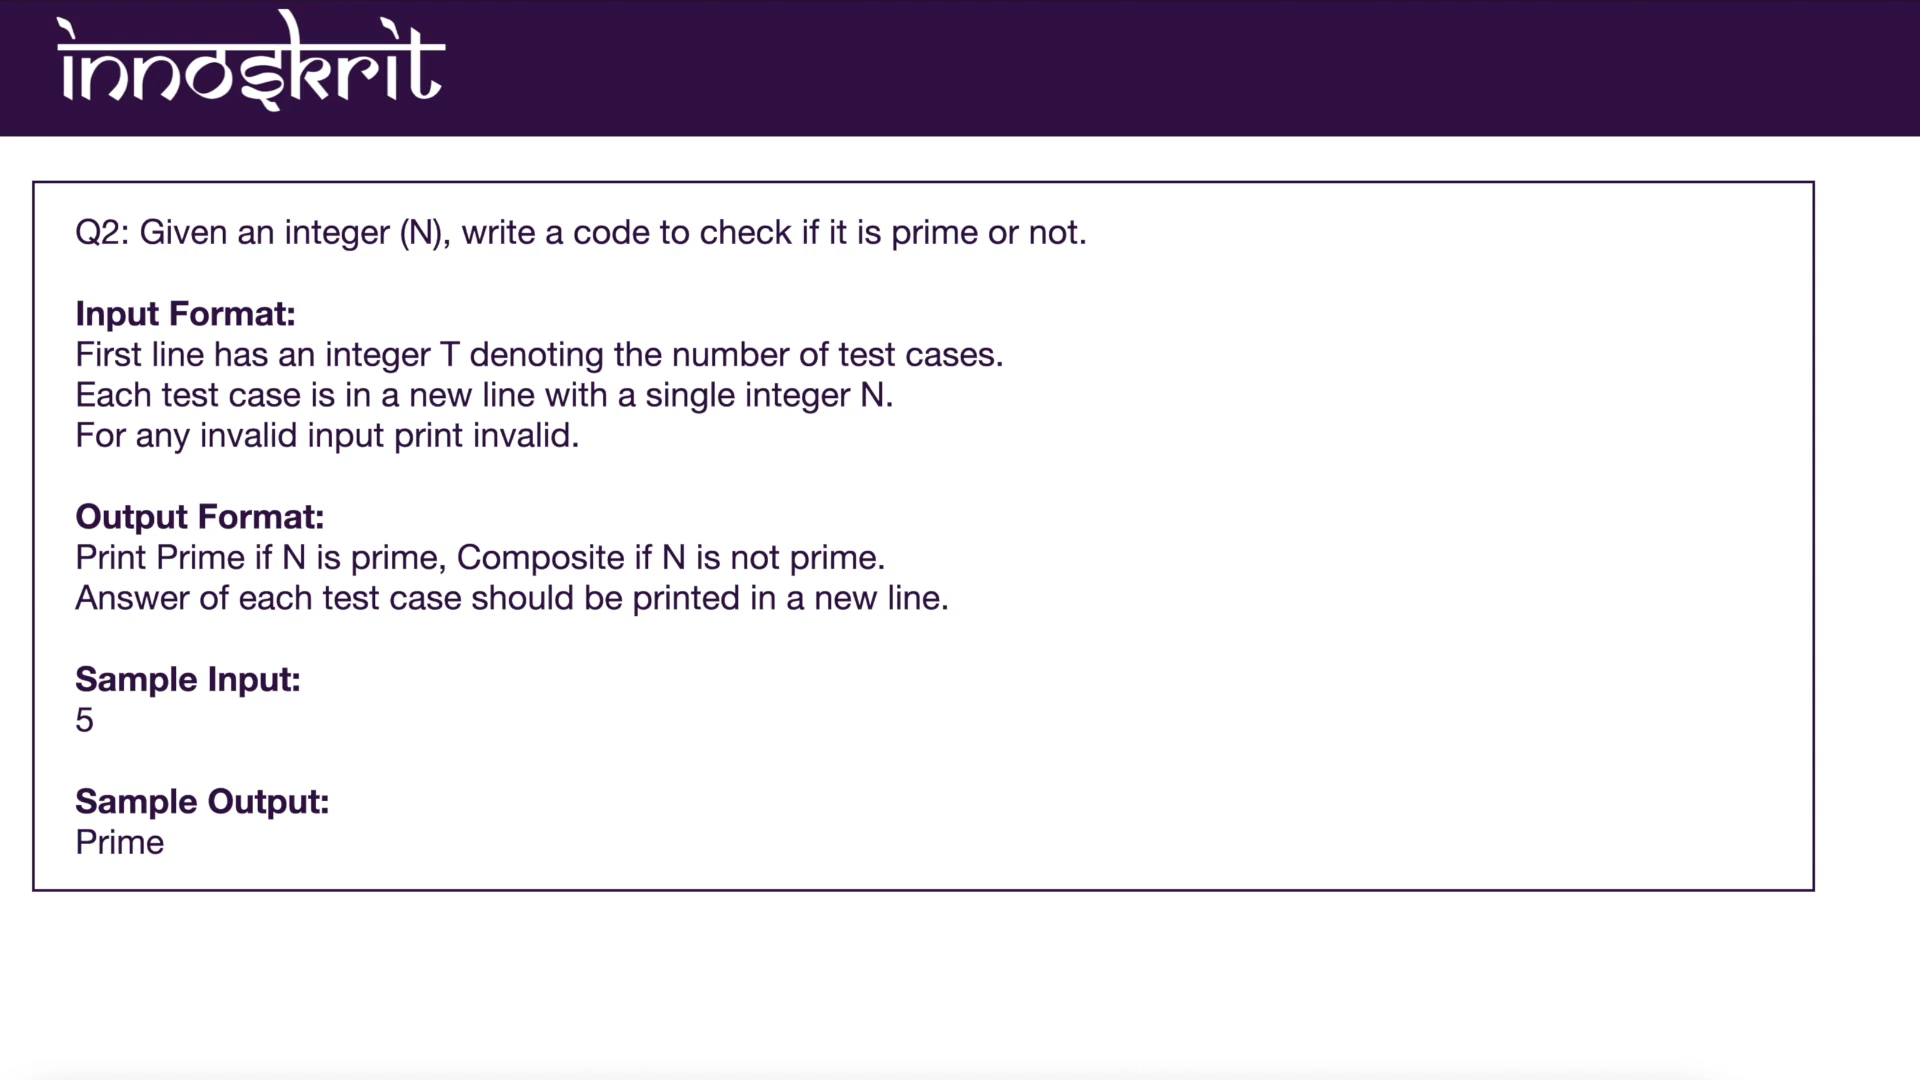 innoskrit
Q2: Given an integer (N), write a code to check if it is prime or not.
Input Format:
First line has an integer T denoting the number of test cases.
Each test case is in a new line with a single integer N.
For any invalid input print invalid.
Output Format:
Print Prime if N is prime, Composite if N is not prime.
Answer of each test case should be printed in a new line.
Sample Input:
5
Sample Output:
Prime